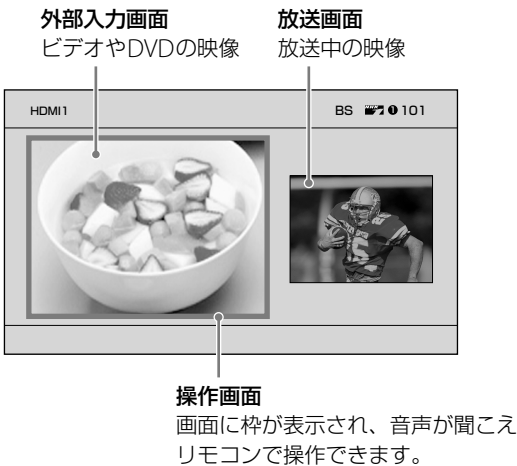 外部入力画面
ビデオやDVDの映像
放送画面
放送中の映像
HDMI1
BS ❶101
操作画面
画面に枠が表示され、音声が聞こえ
リモコンで操作できます。